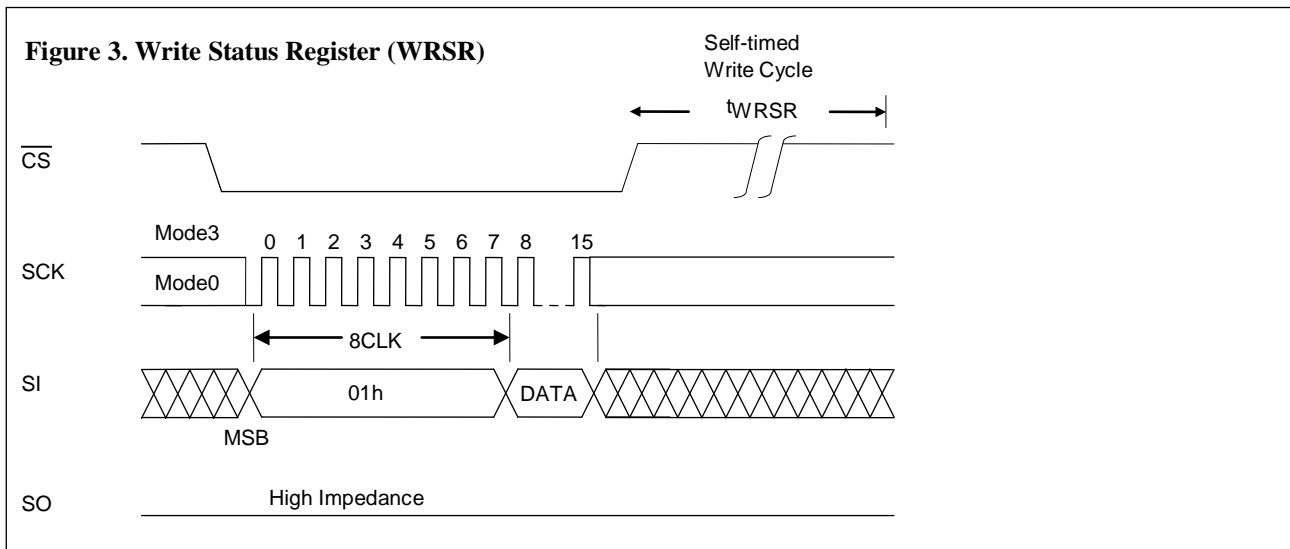 Figure 3. Write Status Register (WRSR)
Self-timed
Write Cycle
tWRSR
CS
Mode3
0 1 2 3 4 5 6 7 8 15
SCK
Mode0
8CLK
SI
01h
DATA
MSB
High Impedance
SO